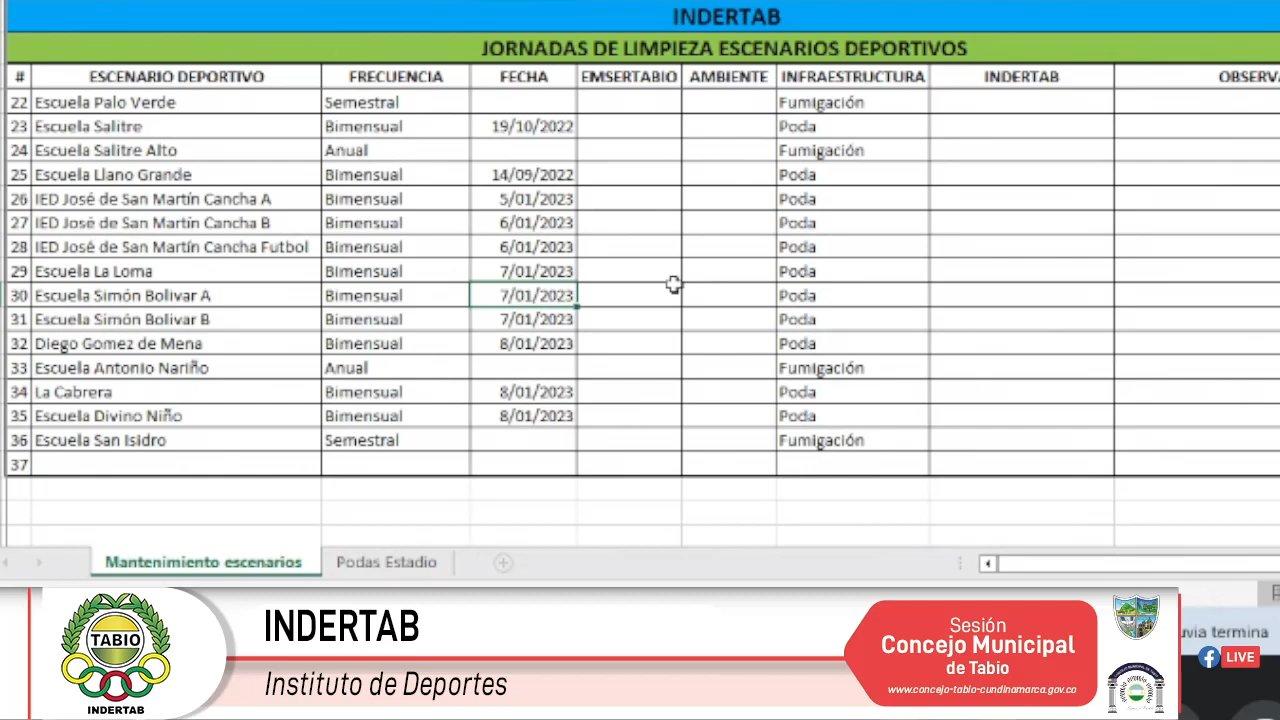 INDERTAB
JORNADAS DE LIMPIEZA ESCENARIOS DEPORTIVOS
# ESCENARIO DEPORTIVO FRECUENCIA FECHA EMSERTABIO AMBIENTE INFRAESTRUCTURA INDERTAB OBSERVA
22 Escuela Palo Verde Semestral Fumigación
23 Escuela Salitre Bimensual 19/10/2022 Poda
24 Escuela Salitre Alto Anual Fumigación
25 Escuela Llano Grande Bimensual 14/09/2022 Poda
26 IED José de San Martín Cancha A Bimensual 5/01/2023 Poda
27 IED José de San Martín Cancha B Bimensual 6/01/2023 Poda
28 IED José de San Martín Cancha Futbol Bimensual 6/01/2023 Poda
29 Escuela La Loma Bimensual 7/01/2023 Poda
30 Escuela Simón Bolivar A Bimensual 7/01/2023 Poda
31 Escuela Simón Bolivar B Bimensual 7/01/2023 Poda
32 Diego Gomez de Mena Bimensual 8/01/2023 Poda
33 Escuela Antonio Nariño Anual Fumigación
34 La Cabrera Bimensual 8/01/2023 Poda
35 Escuela Divino Niño Bimensual 8/01/2023 Poda
36 Escuela San Isidro Semestral Fumigación
37
Mantenimiento escenarios Podas Estadio
TABIO
INDERTAB
INDERTAB
Instituto de Deportes
Sesión
Concejo Municipal
de Tabio
www.concejo-tabio-cundinamarca.gov.co
uvia termina
LIVE